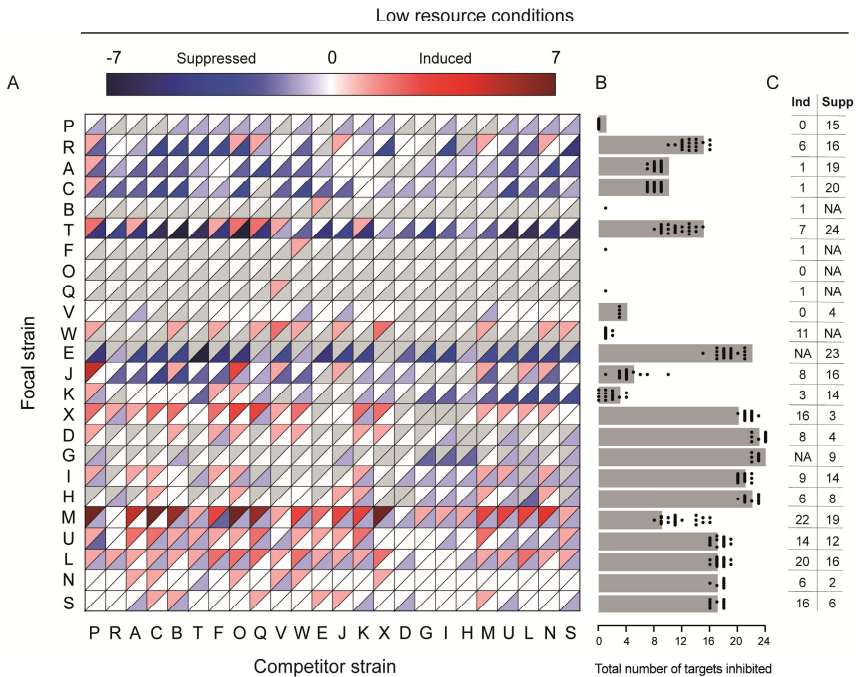 Low resource conditions
-7 Suppressed 0 Induced 7
A
B
C
Ind Supp
P 0 15
R 6 16
A 1 19
C 1 20
B 1 NA
T 7 24
F 1 NA
O 0 NA
Q 1 NA
V 0 4
W 11 NA
E NA 23
J 8 16
K 3 14
X 16 3
D 8 4
G NA 9
I 9 14
H 6 8
M 22 19
U 14 12
L 20 16
N 6 2
S 16 6
Focal strain
P R A C B T F O Q V W E J K X D G I H M U L N S
Competitor strain
0 4 8 12 16 20 24
Total number of targets inhibited